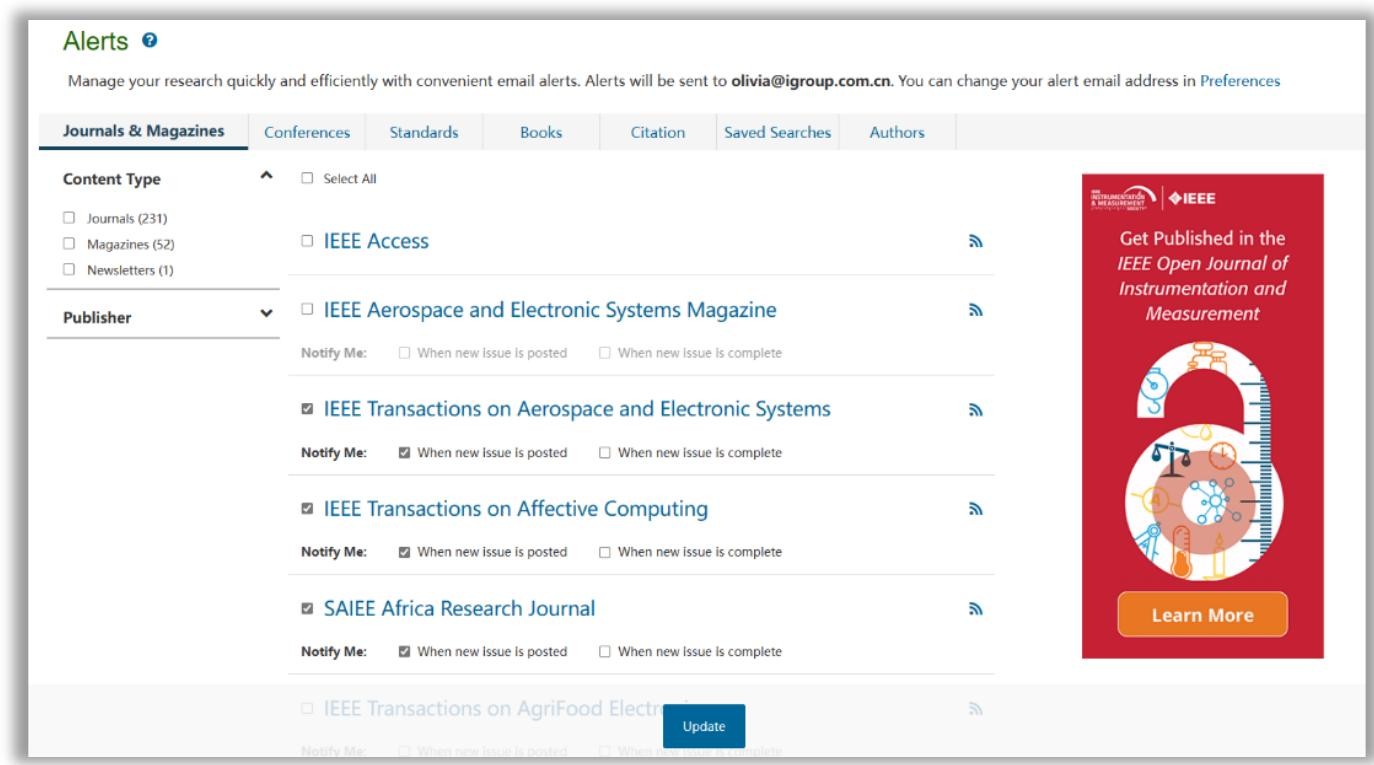 Alerts
Manage your research quickly and efficiently with convenient email alerts. Alerts will be sent to olivia@igroup.com.cn. You can change your alert email address in Preferences
Journals & Magazines Conferences Standards Books Citation Saved Searches Authors
Content Type
Journals (231)
Magazines (52)
Newsletters (1)
Publisher
Select All
IEEE Access
IEEE Aerospace and Electronic Systems Magazine
Notify Me: When new issue is posted When new issue is complete
IEEE Transactions on Aerospace and Electronic Systems
Notify Me: When new issue is posted When new issue is complete
IEEE Transactions on Affective Computing
Notify Me: When new issue is posted When new issue is complete
SAIEE Africa Research Journal
Notify Me: When new issue is posted When new issue is complete
IEEE Transactions on AgriFood
Notify Me: When new issue is posted When new issue is complete
Update
IEEE INSTRUMENTATION & MEASUREMENT SOCIETY IEEE
Get Published in the
IEEE Open Journal of
Instrumentation and
Measurement
Learn More